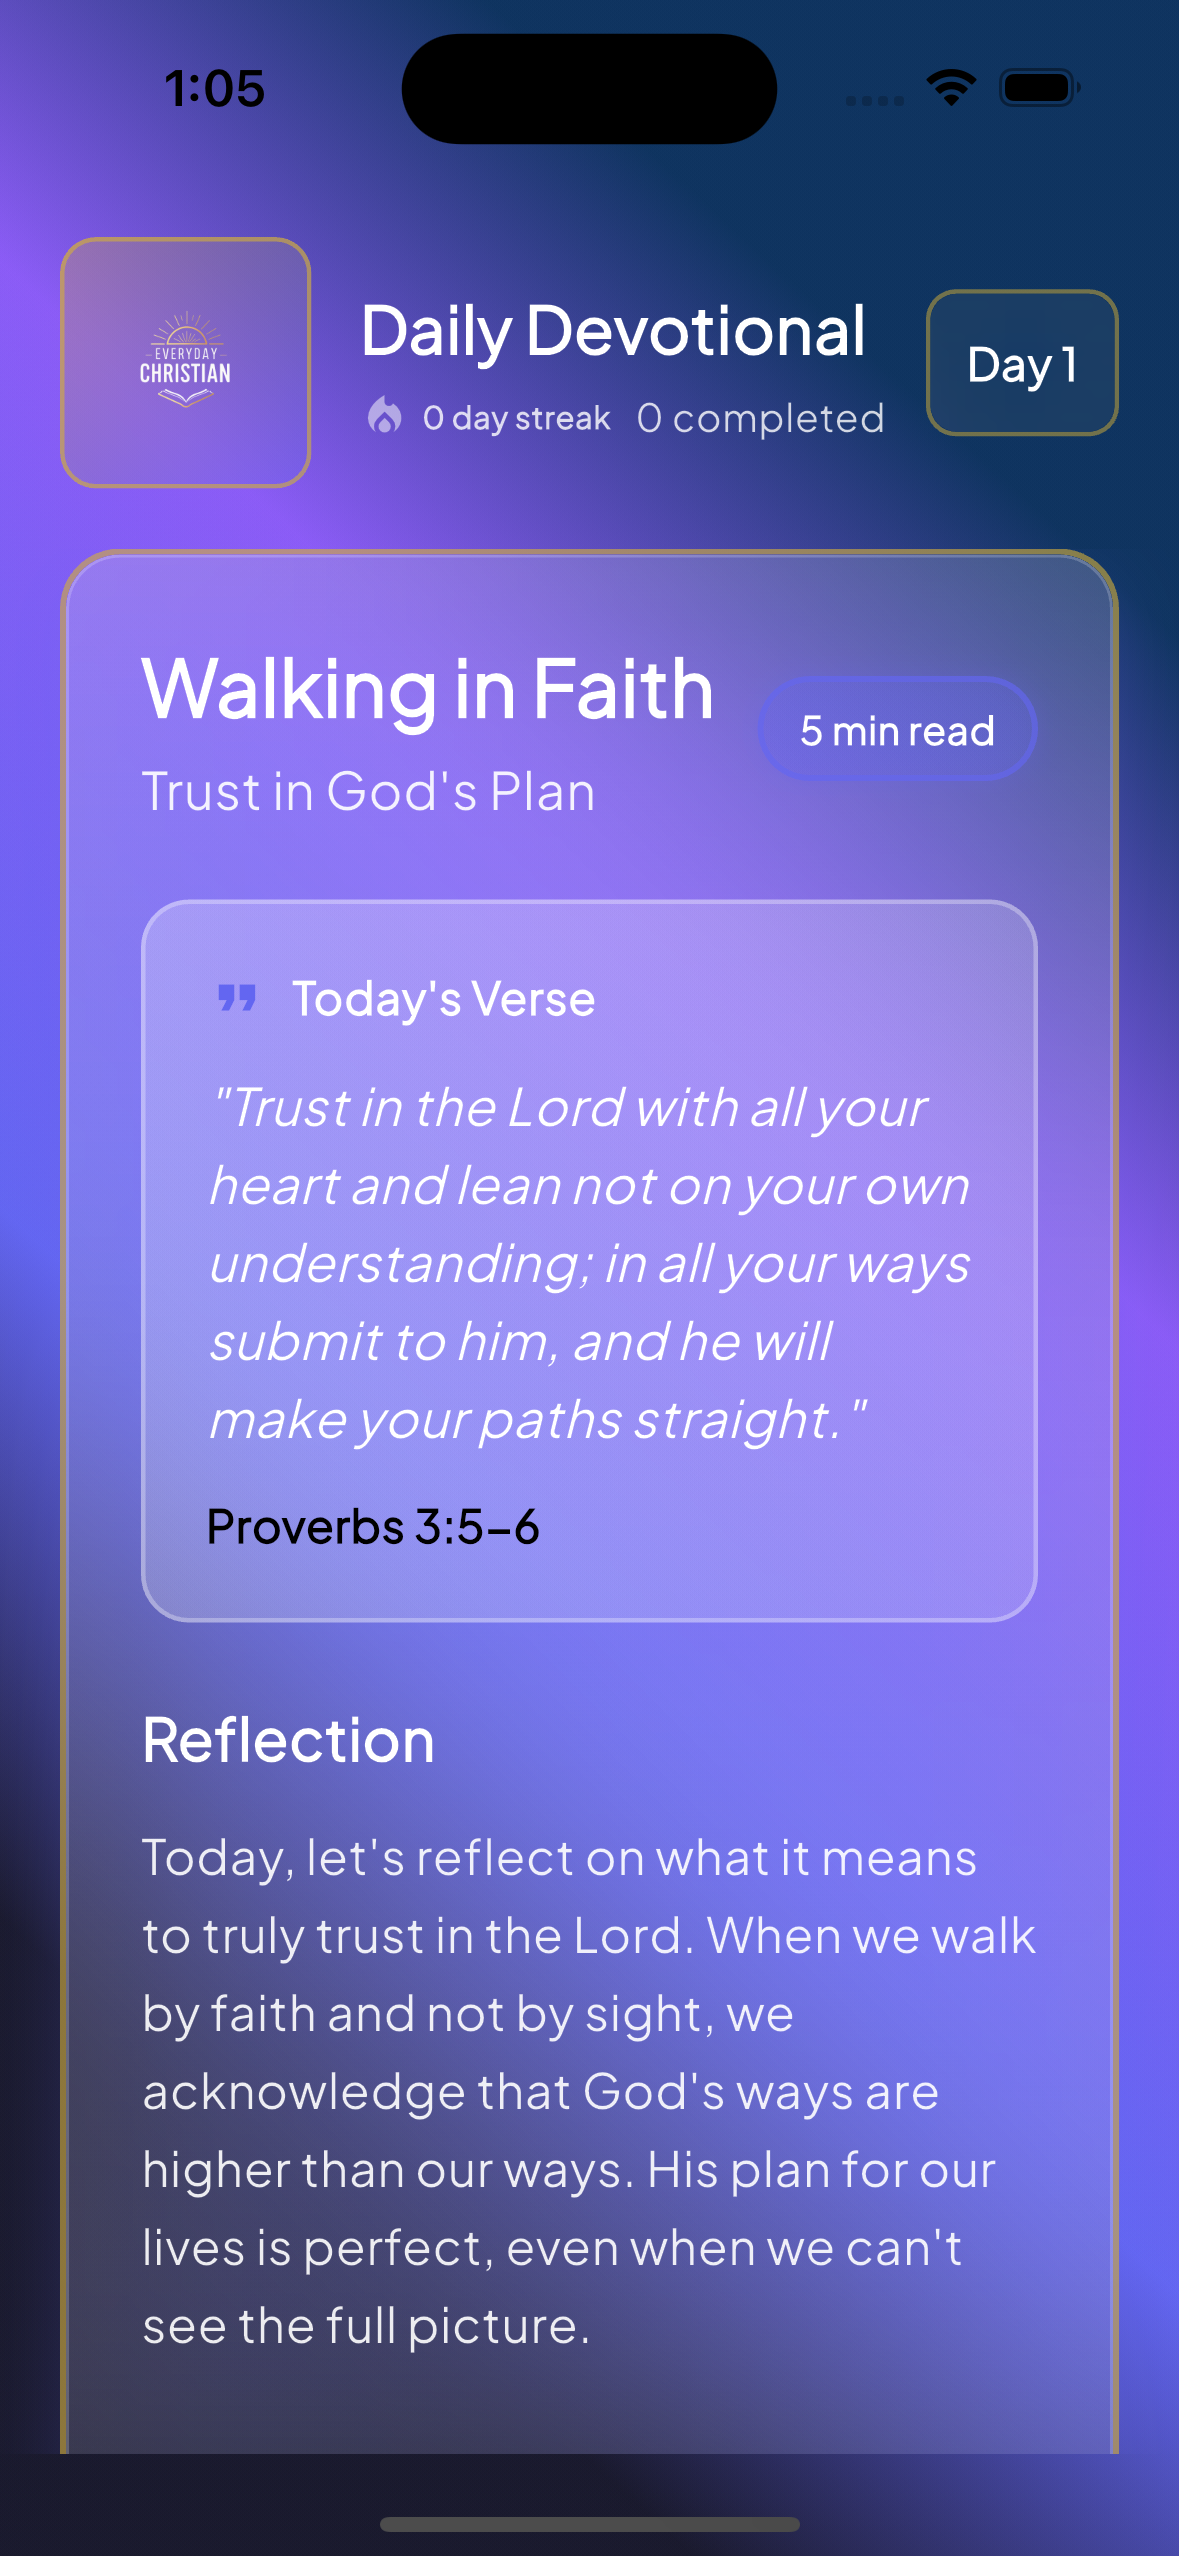 1:05
EVERYDAY
CHRISTIAN
Daily Devotional
0 day streak 0 completed
Day 1
Walking in Faith
5 min read
Trust in God's Plan
Today's Verse
"Trust in the Lord with all your
heart and lean not on your own
understanding; in all your ways
submit to him, and he will
make your paths straight."
Proverbs 3:5–6
Reflection
Today, let's reflect on what it means
to truly trust in the Lord. When we walk
by faith and not by sight, we
acknowledge that God's ways are
higher than our ways. His plan for our
lives is perfect, even when we can't
see the full picture.